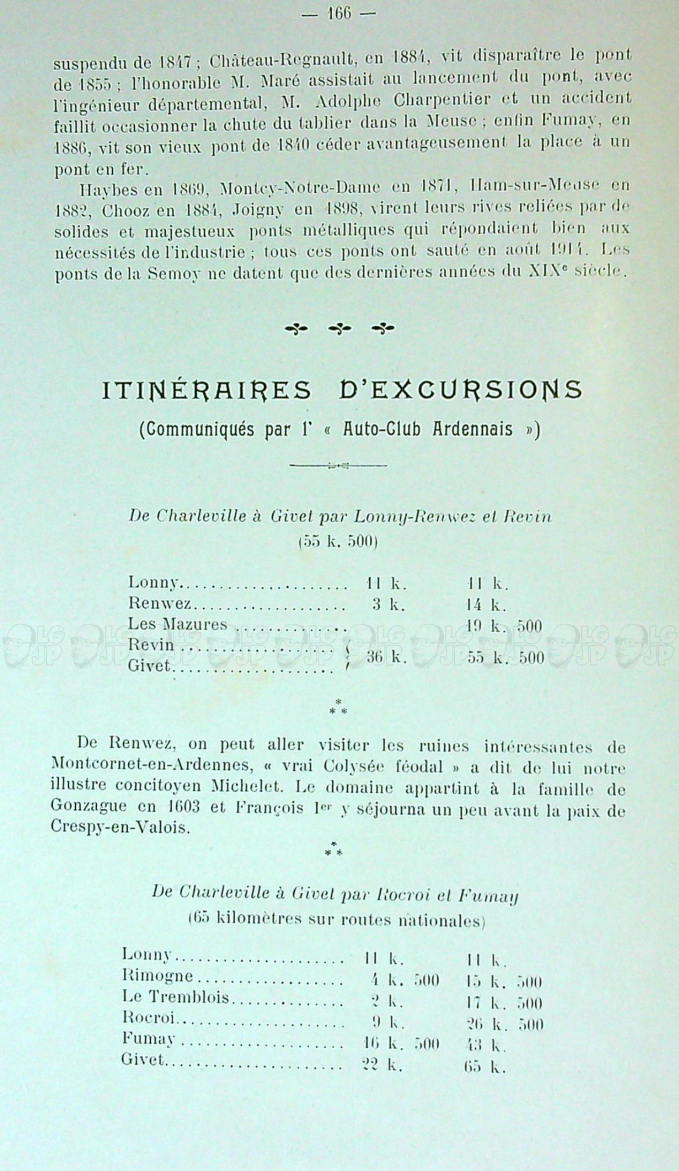 — 166 —
suspendu de 1847 ; Château-Regnault, en 1884, vit disparaître le pont
de 1855 ; l'honorable M. Maré assistait au lancement du pont, avec
l'ingénieur départemental, M. Adolphe Charpentier et un accident
faillit occasionner la chute du tablier dans la Meuse ; enfin Fumay, en
1886, vit son vieux pont de 1840 céder avantageusement la place à un
pont en fer.
Haybes en 1869, Montcy-Notre-Dame en 1871, Ham-sur-Meuse en
1882, Chooz en 1884, Joigny en 1898, virent leurs rives reliées par de
solides et majestueux ponts métalliques qui répondaient bien aux
nécessités de l'industrie ; tous ces ponts ont sauté en août 1914. Les
ponts de la Semoy ne datent que des dernières années du XIXe siècle.
ITINÉRAIRES D'EXCURSIONS
(Communiqués par l' « Auto-Club Ardennais »)
De Charleville à Givet par Lonny-Renwez et Revin
(55 k. 500)
Lonny..................... 11 k. 11 k.
Renwez.................... 3 k. 14 k.
Les Mazures .............. 19 k. 500
Revin ....................
Givet..................... 36 k. 55 k. 500
* * *
De Renwez, on peut aller visiter les ruines intéressantes de
Montcornet-en-Ardennes, « vrai Colysée féodal » a dit de lui notre
illustre concitoyen Michelet. Le domaine appartint à la famille de
Gonzague en 1603 et François 1er y séjourna un peu avant la paix de
Crespy-en-Valois.
* * *
De Charleville à Givet par Rocroi et Fumay
(65 kilomètres sur routes nationales)
Lonny..................... 11 k. 11 k.
Rimogne................... 4 k. 500 15 k. 500
Le Tremblois.............. 2 k. 17 k. 500
Rocroi.................... 9 k. 26 k. 500
Fumay .................... 16 k. 500 43 k.
Givet..................... 22 k. 65 k.